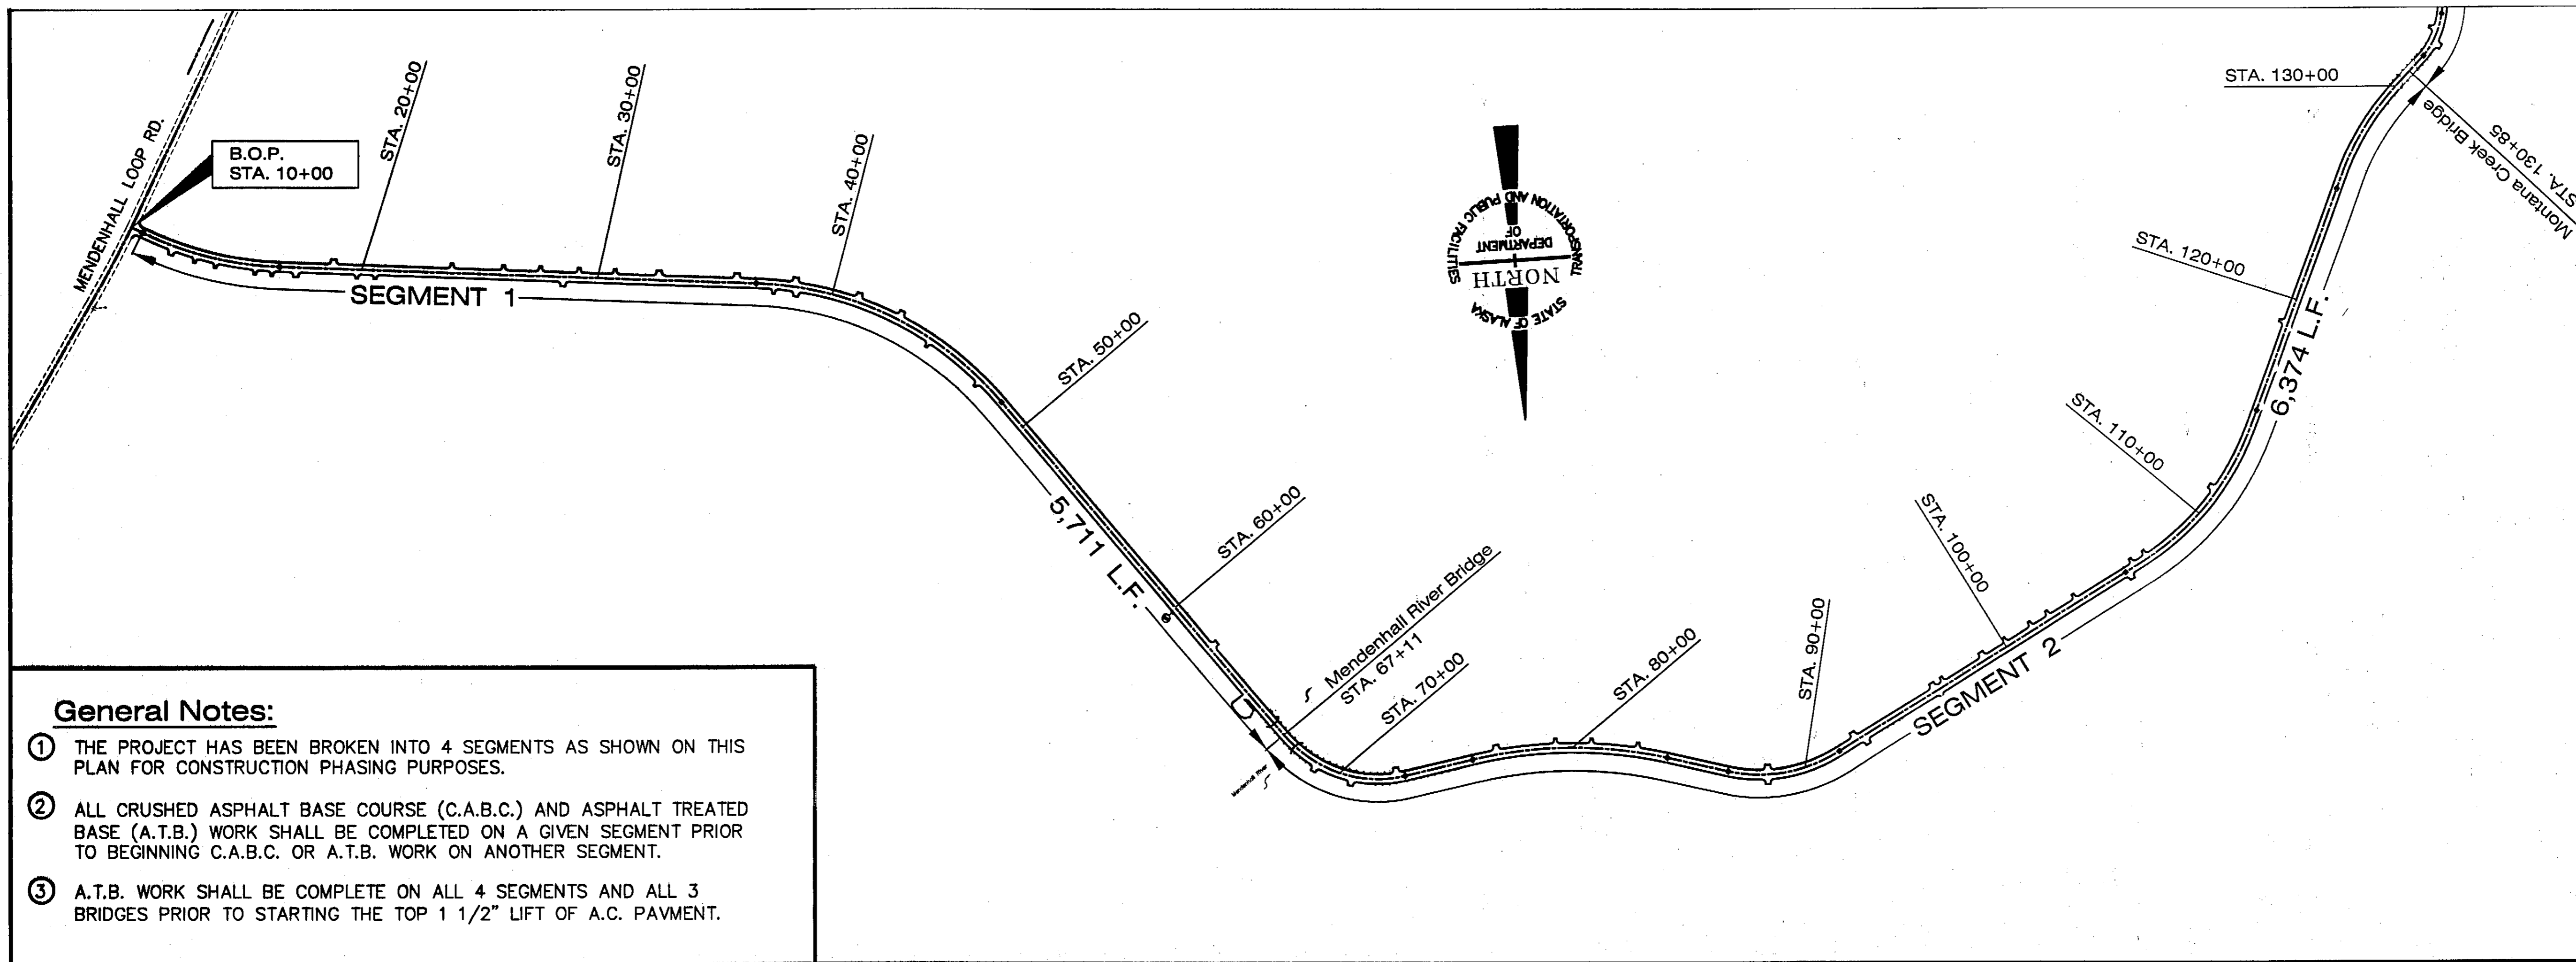 MENDENHALL LOOP RD.
B.O.P.
STA. 10+00
STA. 20+00
STA. 30+00
STA. 40+00
SEGMENT 1
STA. 50+00
5,711 L.F.
STA. 60+00
Mendenhall River Bridge
STA. 67+11
STA. 70+00
Mendenhall River
STA. 80+00
STA. 90+00
SEGMENT 2
STA. 100+00
STA. 110+00
6,374 L.F.
STA. 120+00
STA. 130+00
Montana Creek Bridge
STA. 130+85
STATE OF ALASKA
NORTH
DEPARTMENT
OF
TRANSPORTATION AND PUBLIC FACILITIES
General Notes:
1 THE PROJECT HAS BEEN BROKEN INTO 4 SEGMENTS AS SHOWN ON THIS
PLAN FOR CONSTRUCTION PHASING PURPOSES.
2 ALL CRUSHED ASPHALT BASE COURSE (C.A.B.C.) AND ASPHALT TREATED
BASE (A.T.B.) WORK SHALL BE COMPLETED ON A GIVEN SEGMENT PRIOR
TO BEGINNING C.A.B.C. OR A.T.B. WORK ON ANOTHER SEGMENT.
3 A.T.B. WORK SHALL BE COMPLETE ON ALL 4 SEGMENTS AND ALL 3
BRIDGES PRIOR TO STARTING THE TOP 1 1/2" LIFT OF A.C. PAVMENT.